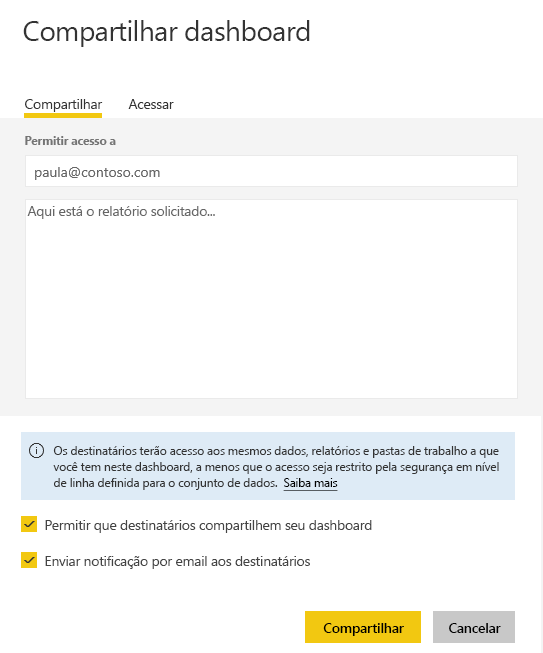 Compartilhar dashboard
Compartilhar Acessar
Permitir acesso a
paula@contoso.com
Aqui está o relatório solicitado...
Os destinatários terão acesso aos mesmos dados, relatórios e pastas de trabalho a que
você tem neste dashboard, a menos que o acesso seja restrito pela segurança em nível
de linha definida para o conjunto de dados. Saiba mais
Permitir que destinatários compartilhem seu dashboard
Enviar notificação por email aos destinatários
Compartilhar Cancelar